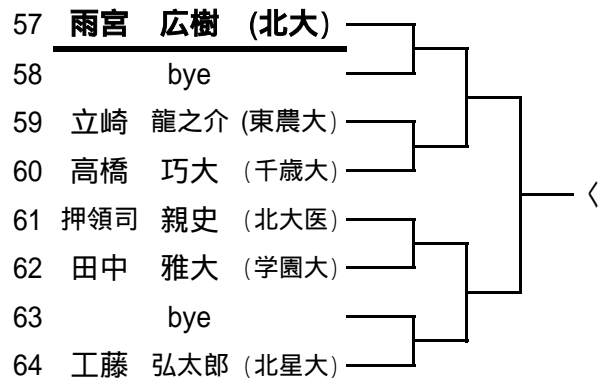 57 雨宮 広樹 (北大)
58 bye
59 立崎 龍之介 (東農大)
60 高橋 巧大 (千歳大)
61 押領司 親史 (北大医)
62 田中 雅大 (学園大)
63 bye
64 工藤 弘太郎 (北星大)
く